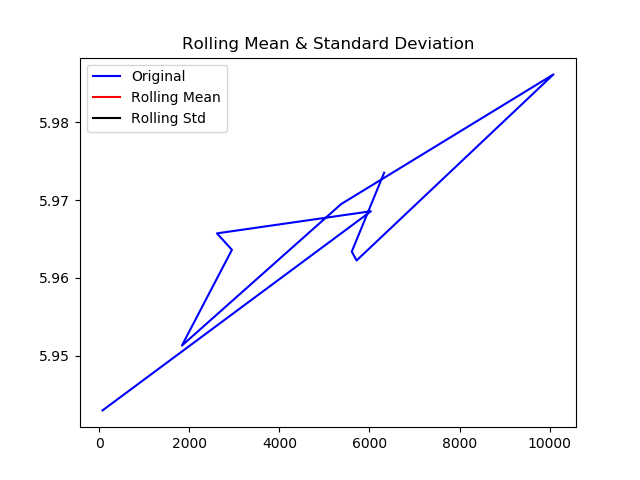 Rolling Mean & Standard Deviation
Original
Rolling Mean
Rolling Std
5.98
5.97
5.96
5.95
0 2000 4000 6000 8000 10000